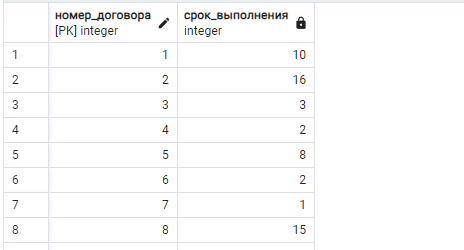 номер_договора срок_выполнения
[PK] integer integer
1 1 10
2 2 16
3 3 3
4 4 2
5 5 8
6 6 2
7 7 1
8 8 15